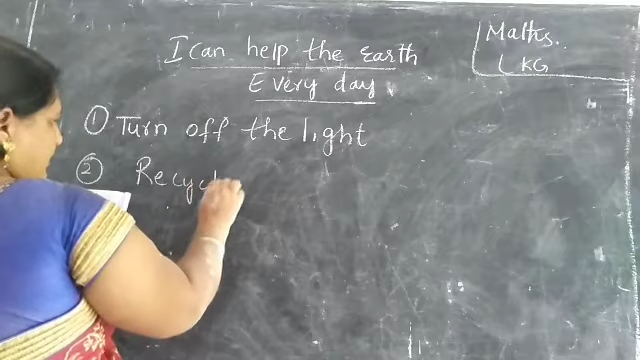 I can help the earth
Every day
Maths..
LKG
① Turn off the light
② Recycl